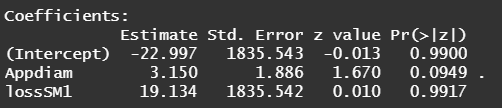 Coefficients:
Estimate Std. Error z value Pr(>|z|)
(Intercept) -22.997 1835.543 -0.013 0.9900
Appdiam 3.150 1.886 1.670 0.0949 .
lossSM1 19.134 1835.542 0.010 0.9917